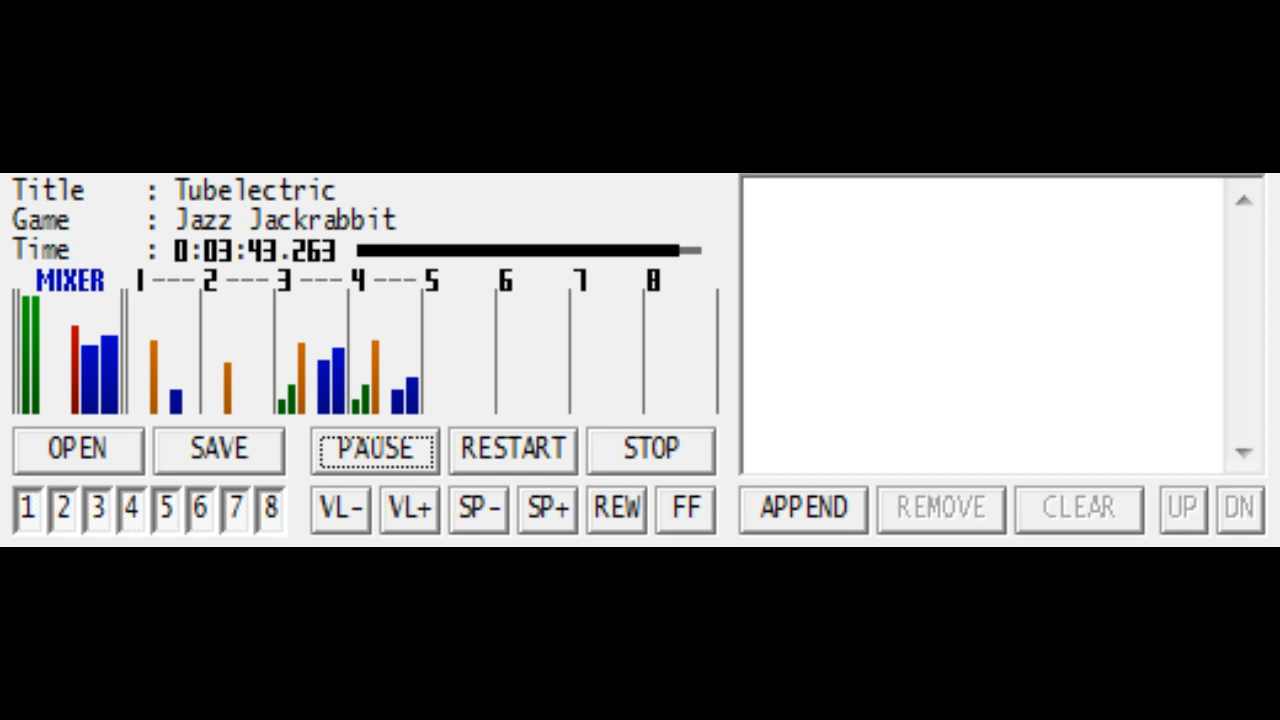 Title : Tubelectric
Game : Jazz Jackrabbit
Time : 0:03:43.263
MIXER 1 ---- 2 ---- 3 ---- 4 ---- 5 6 7 8
OPEN SAVE PAUSE RESTART STOP
1 2 3 4 5 6 7 8 VL- VL+ SP- SP+ REW FF APPEND REMOVE CLEAR UP DN